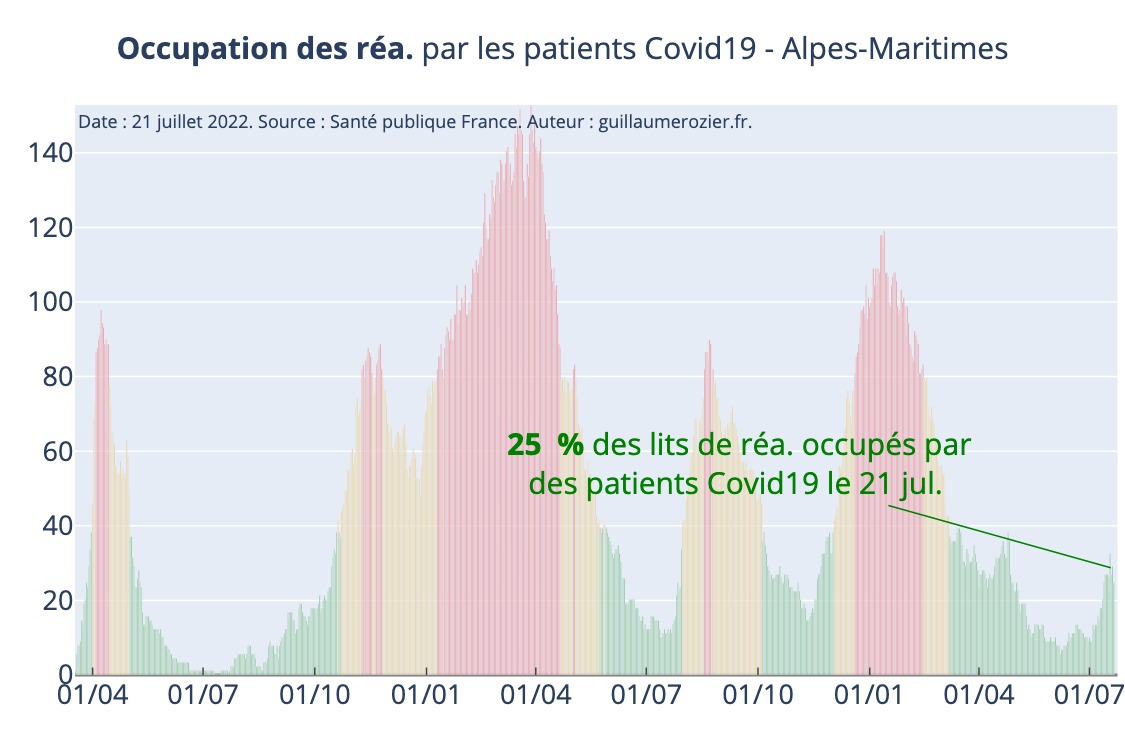 Occupation des réa. par les patients Covid19 - Alpes-Maritimes
Date : 21 juillet 2022. Source : Santé publique France. Auteur : guillaumerozier.fr.
140
120
100
80
60
40
20
0
25 % des lits de réa. occupés par
des patients Covid19 le 21 jul.
01/04 01/07 01/10 01/01 01/04 01/07 01/10 01/01 01/04 01/07